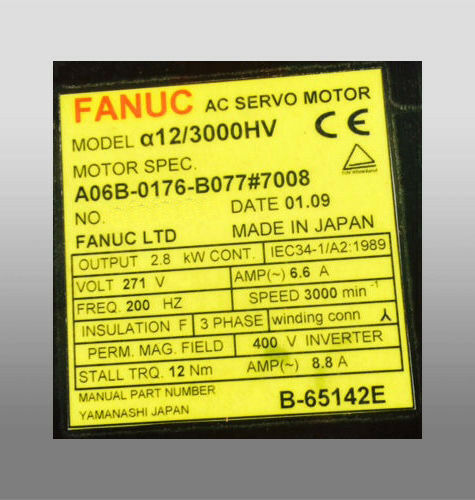 FANUC AC SERVO MOTOR
MODEL α12/3000HV CE
MOTOR SPEC.
A06B-0176-B077#7008
NO. DATE 01.09
FANUC LTD MADE IN JAPAN
OUTPUT 2.8 kW CONT. IEC34-1/A2:1989
VOLT 271 V AMP(~) 6.6 A
FREQ. 200 HZ SPEED 3000 min⁻¹
INSULATION F 3 PHASE winding conn
PERM. MAG. FIELD 400 V INVERTER
STALL TRQ. 12 Nm AMP(~) 8.8 A
MANUAL PART NUMBER B-65142E
YAMANASHI JAPAN